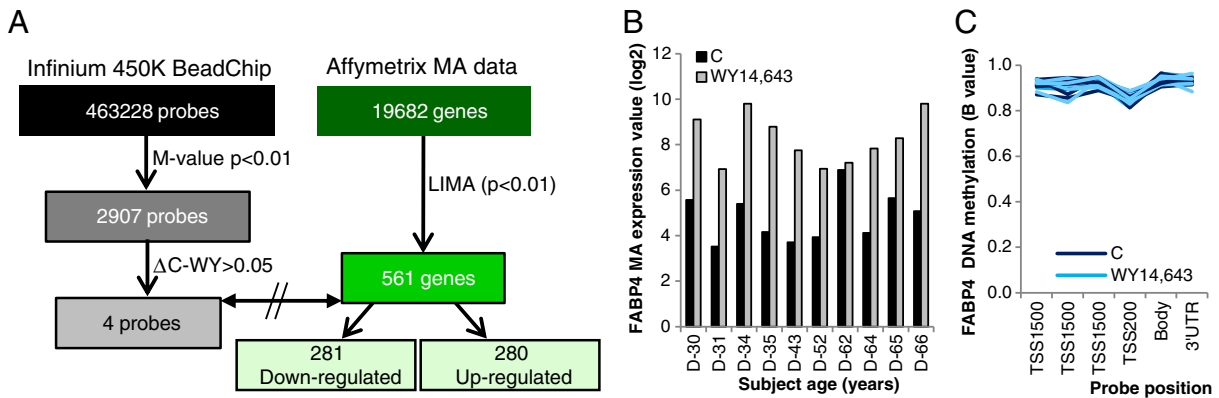 A
Infinium 450K BeadChip
Affymetrix MA data
463228 probes
19682 genes
M-value p<0.01
LIMA (p<0.01)
2907 probes
ΔC-WY>0.05
561 genes
4 probes
281
Down-regulated
280
Up-regulated
B
FABP4 MA expression value (log2)
C
WY14,643
12
10
8
6
4
2
0
D-30
D-31
D-34
D-35
D-43
D-52
D-62
D-64
D-65
D-66
Subject age (years)
C
FABP4 DNA methylation (B value)
1.0
0.8
0.6
0.4
0.2
0.0
C
WY14,643
TSS1500
TSS1500
TSS1500
TSS200
Body
3'UTR
Probe position